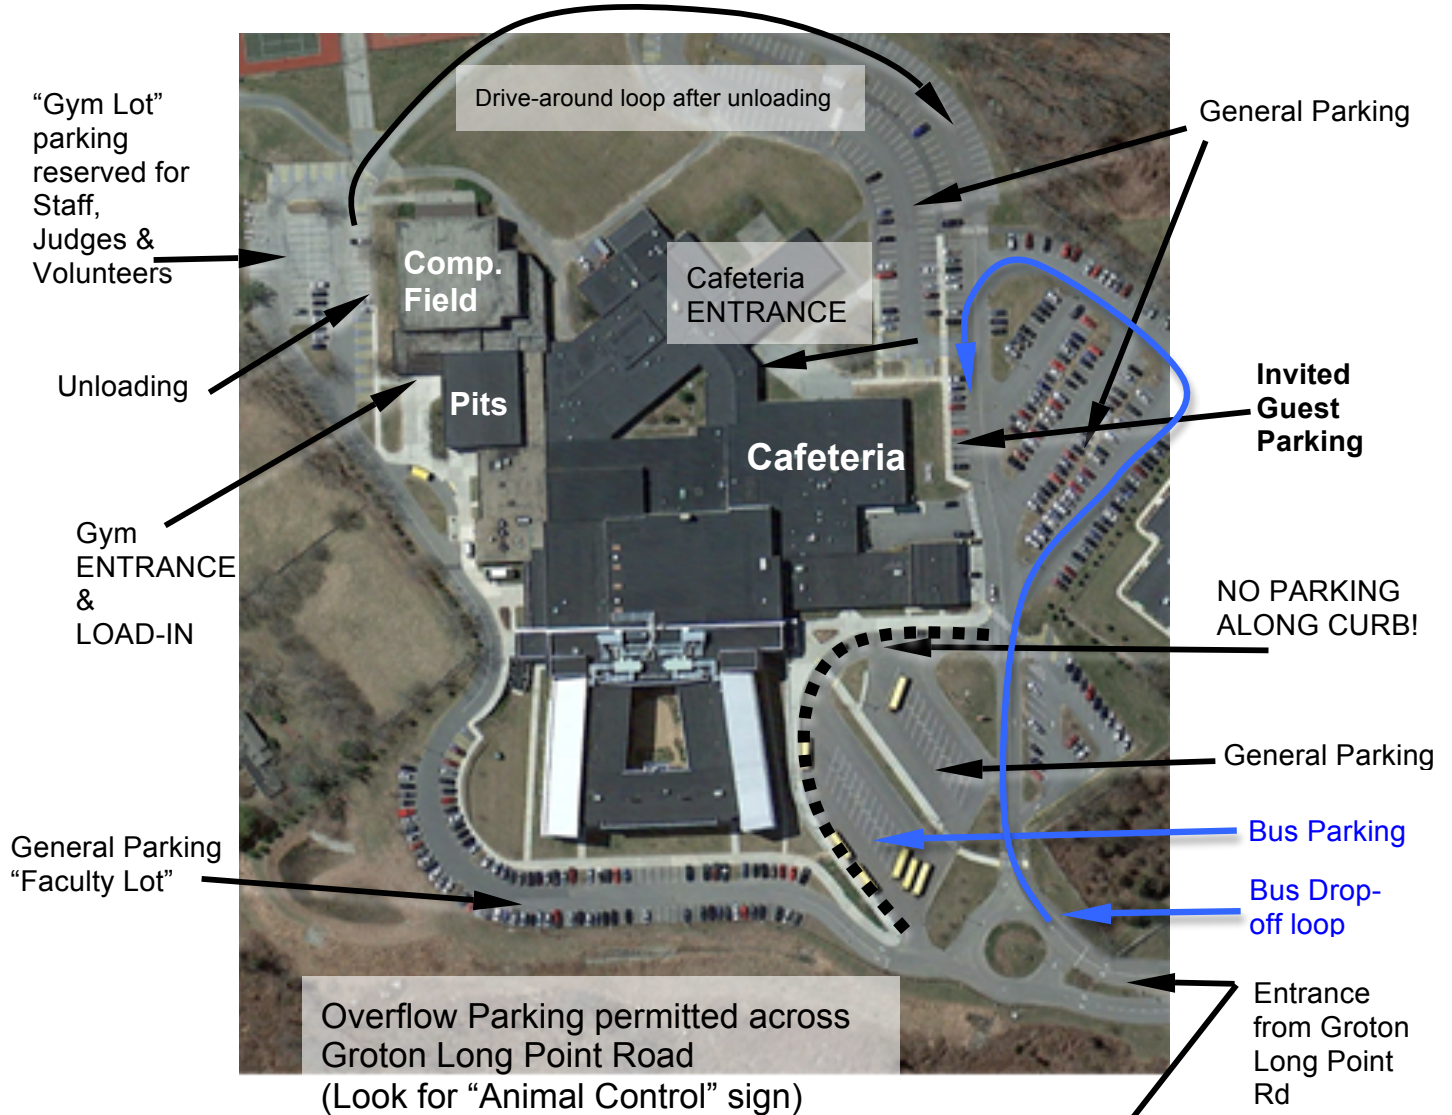 Drive-around loop after unloading
“Gym Lot”
parking
reserved for
Staff,
Judges &
Volunteers
General Parking
Comp.
Field
Cafeteria
ENTRANCE
Unloading
Pits
Invited
Guest
Parking
Cafeteria
Gym
ENTRANCE
&
LOAD-IN
NO PARKING
ALONG CURB!
General Parking
Bus Parking
General Parking
“Faculty Lot”
Bus Drop-
off loop
Entrance
from Groton
Long Point
Rd
Overflow Parking permitted across
Groton Long Point Road
(Look for “Animal Control” sign)